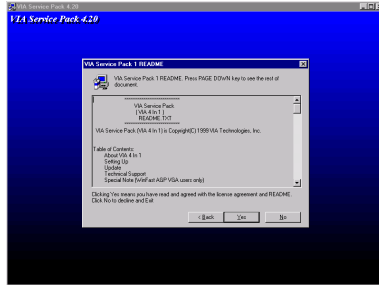 VIA Service Pack 4.20
VIA Service Pack 4.20
VIA Service Pack 1 README
VIA Service Pack 1 README. Press PAGE DOWN key to see the rest of
document.
==========================
VIA Service Pack
( VIA 4 In 1 )
README.TXT
==========================
VIA Service Pack (VIA 4 In 1) is Copyright(C) 1999 VIA Technologies, Inc.
Table of Contents:
About VIA 4 In 1
Setting Up
Update
Technical Support
Special Note (WinFast AGP VGA users only)
Clicking Yes means you have read and agreed with the license agreement and README.
Click No to decline and Exit
< Back
Yes
No